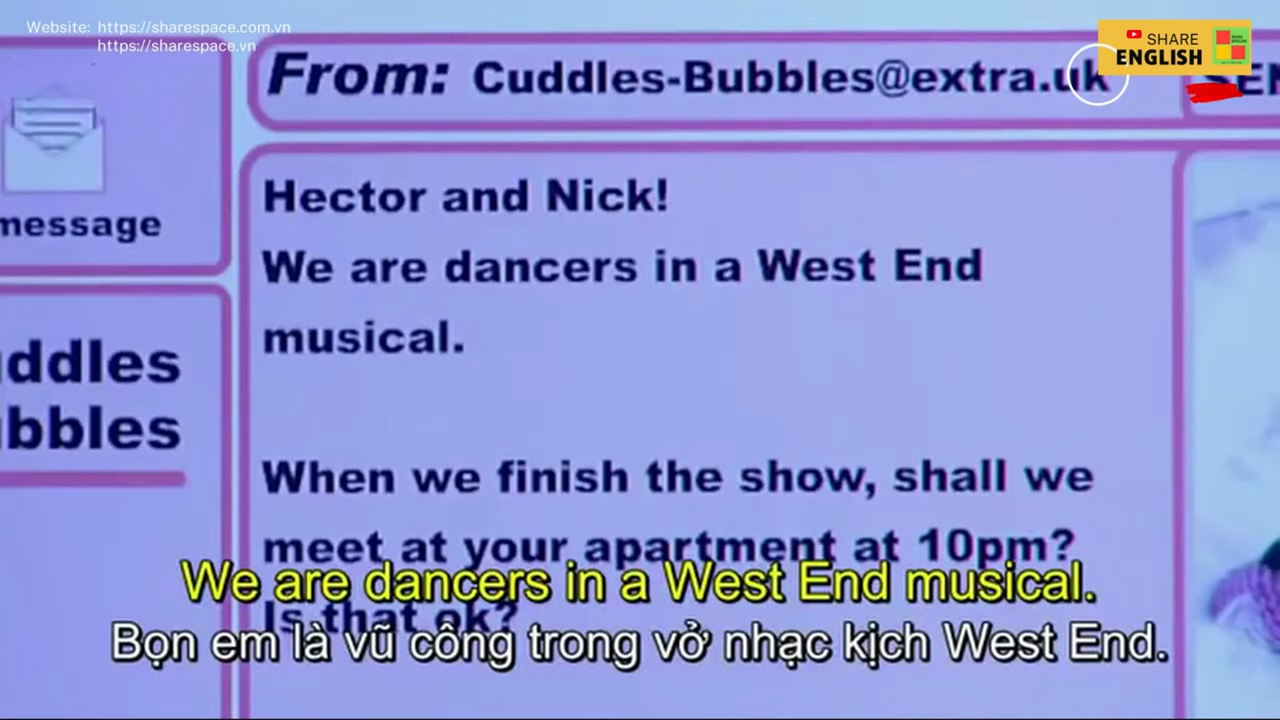 Website: https://sharespace.com.vn
https://sharespace.vn
SHARE
ENGLISH
From: Cuddles-Bubbles@extra.uk
message
Hector and Nick!
We are dancers in a West End
musical.
When we finish the show, shall we
meet at your apartment at 10pm?
Is that ok?
We are dancers in a West End musical.
Bọn em là vũ công trong vở nhạc kịch West End.